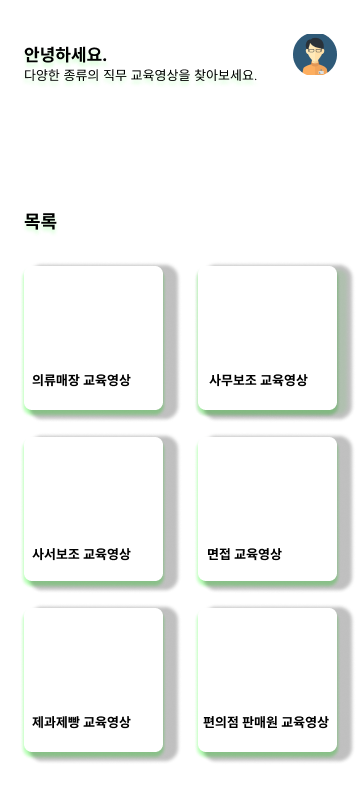 안녕하세요.
다양한 종류의 직무 교육영상을 찾아보세요.
목록
의류매장 교육영상
사무보조 교육영상
사서보조 교육영상
면접 교육영상
제과제빵 교육영상
편의점 판매원 교육영상